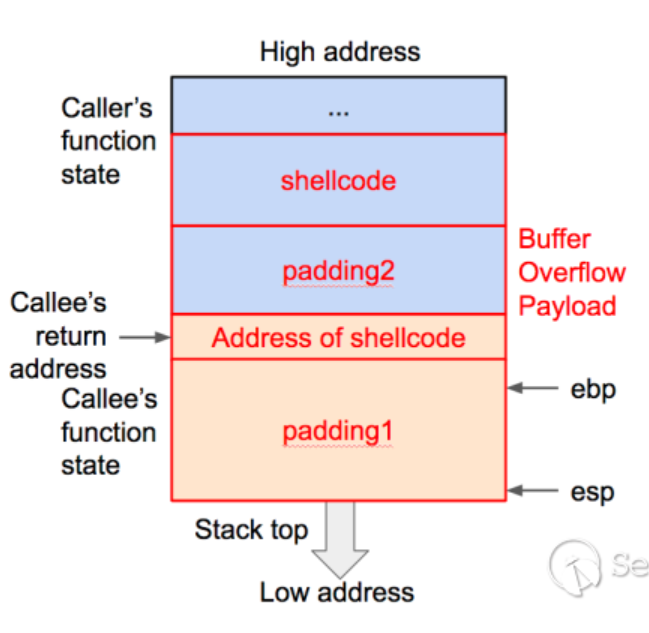 High address
Caller's
function
state
...
shellcode
padding2
Buffer
Overflow
Payload
Callee's
return
address
Address of shellcode
Callee's
function
state
padding1
ebp
esp
Stack top
Low address
Se